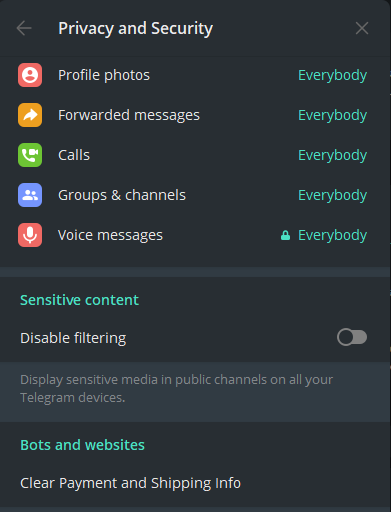 Privacy and Security
Profile photos Everybody
Forwarded messages Everybody
Calls Everybody
Groups & channels Everybody
Voice messages Everybody
Sensitive content
Disable filtering
Display sensitive media in public channels on all your
Telegram devices.
Bots and websites
Clear Payment and Shipping Info